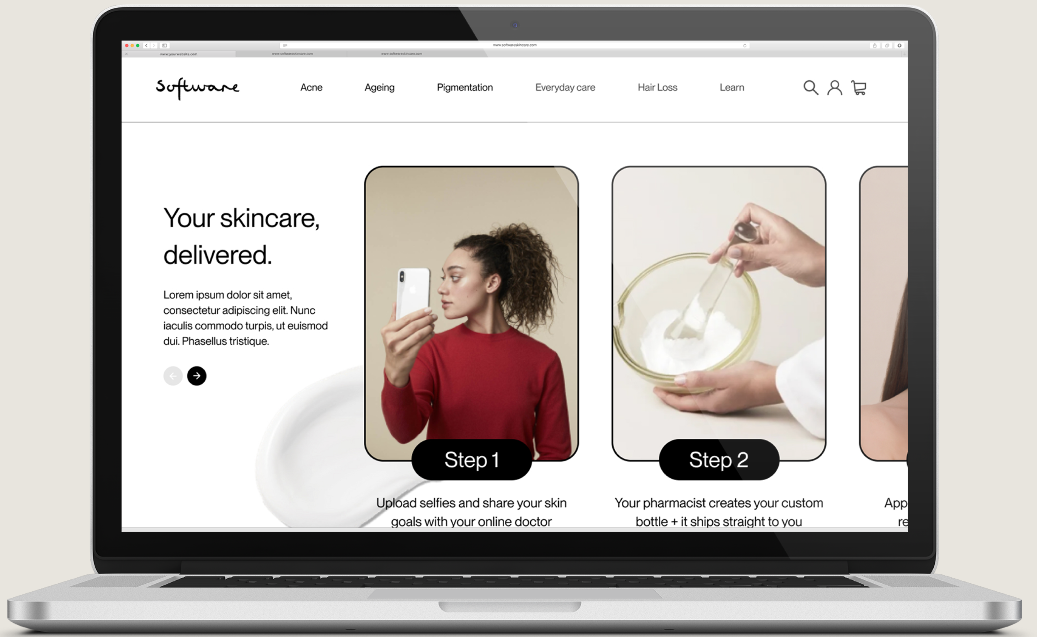 www.softwareskincare.com
Software
Acne
Ageing
Pigmentation
Everyday care
Hair Loss
Learn
Your skincare,
delivered.
Lorem ipsum dolor sit amet,
consectetur adipiscing elit. Nunc
iaculis commodo turpis, ut euismod
dui. Phasellus tristique.
Step 1
Upload selfies and share your skin
goals with your online doctor
Step 2
Your pharmacist creates your custom
bottle + it ships straight to you
App
re